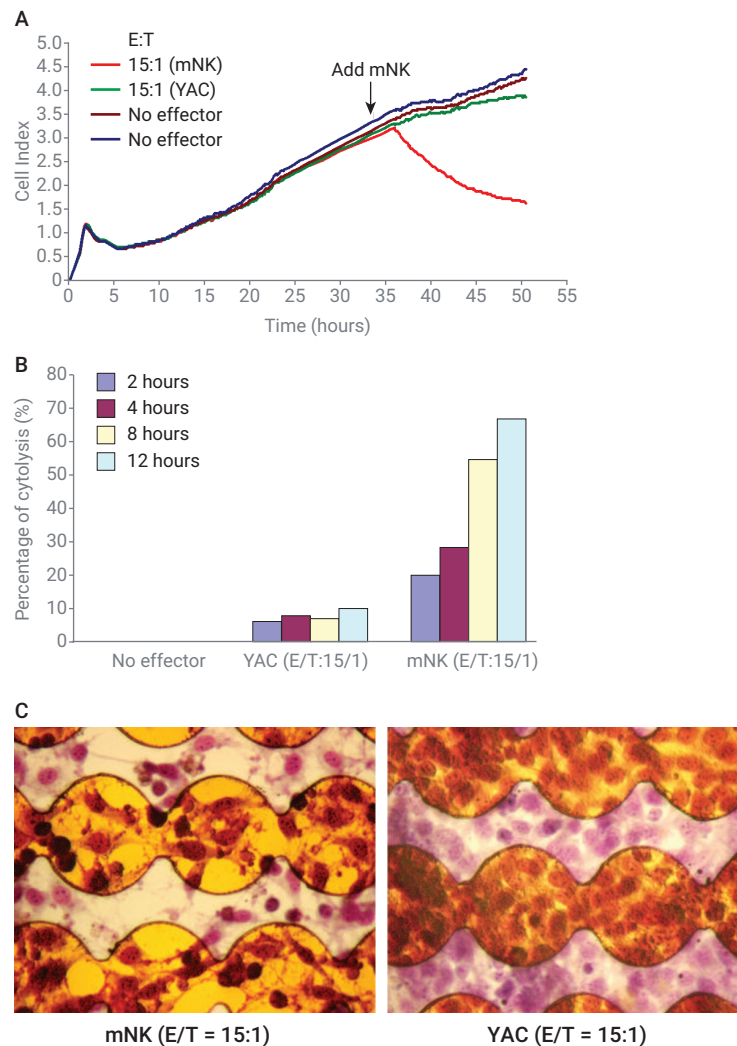 A
E:T
15:1 (mNK)
15:1 (YAC)
No effector
No effector
Add mNK
Cell Index
5.0
4.5
4.0
3.5
3.0
2.5
2.0
1.5
1.0
0.5
0
0 5 10 15 20 25 30 35 40 45 50 55
Time (hours)
B
2 hours
4 hours
8 hours
12 hours
Percentage of cytolysis (%)
80
70
60
50
40
30
20
10
0
No effector YAC (E/T:15/1) mNK (E/T:15/1)
C
mNK (E/T = 15:1) YAC (E/T = 15:1)